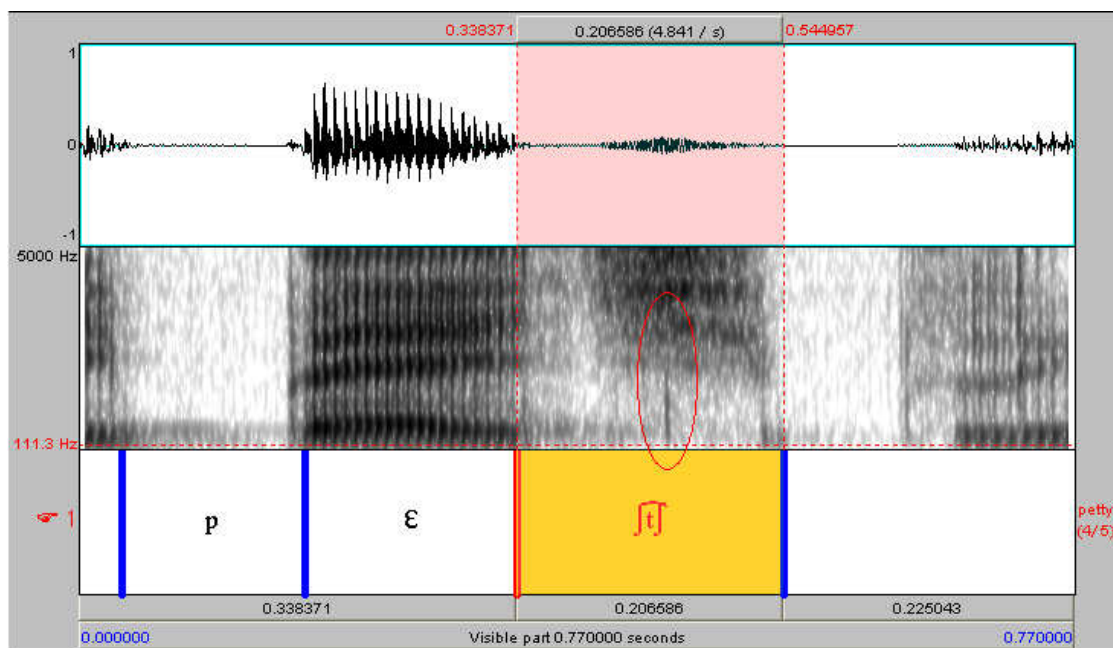 0.338371 0.206586 (4.841 / s) 0.544957
1
0
-1
5000 Hz
111.3 Hz
1 p ɛ ʃt͡ʃ petty
(4/5)
0.338371 0.206586 0.225043
0.000000 Visible part 0.770000 seconds 0.770000